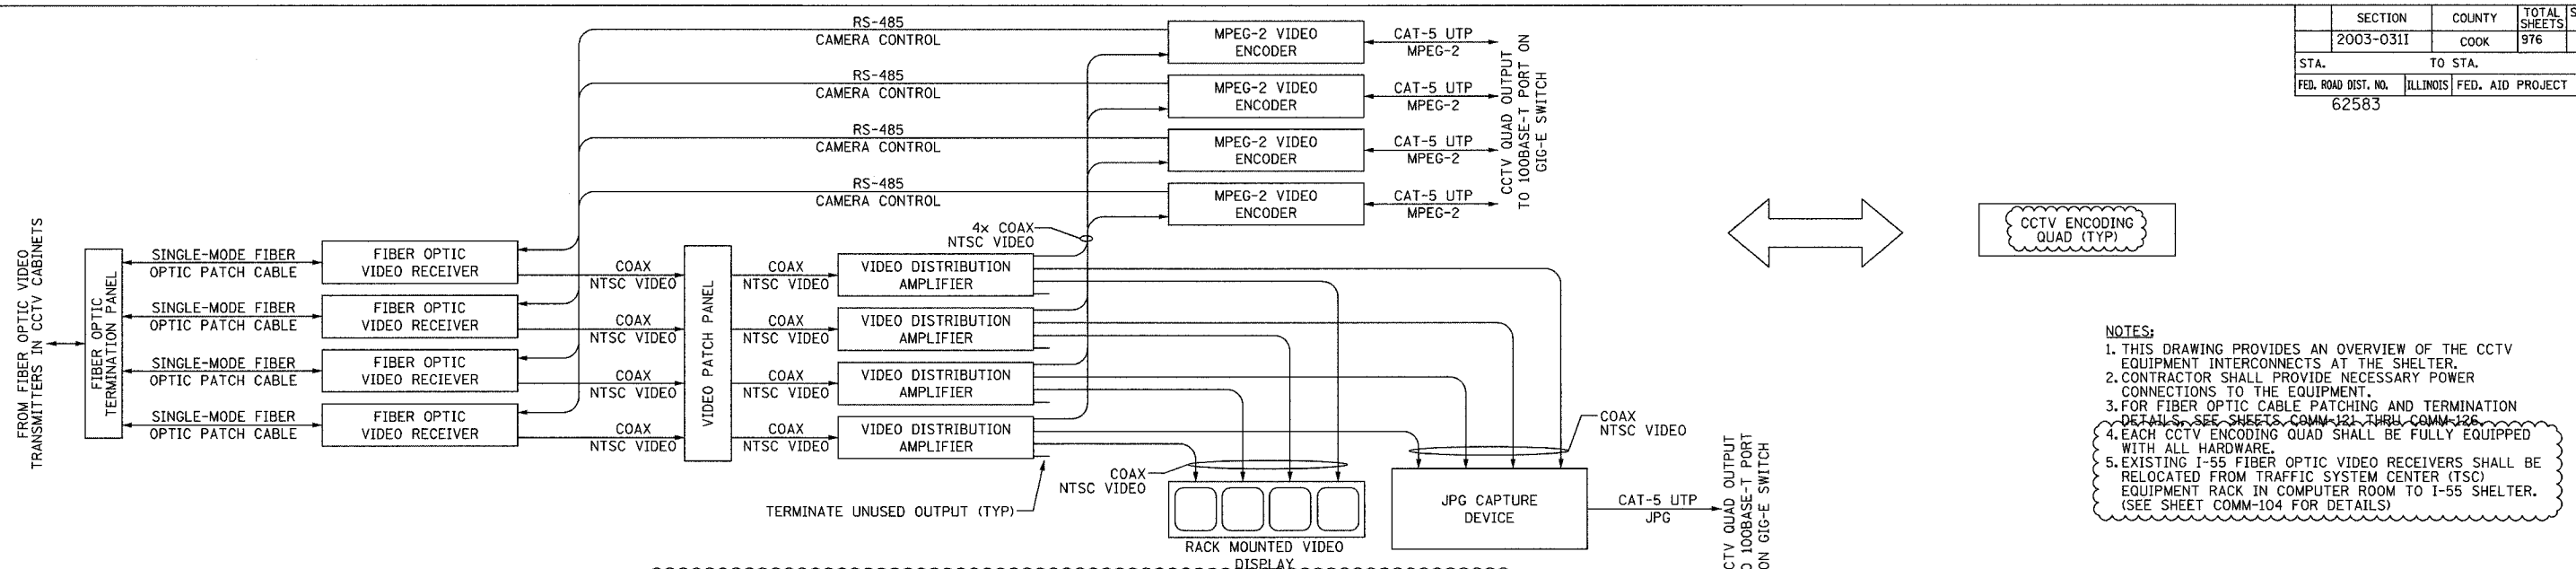 SECTION COUNTY TOTAL SHEETS
2003-031I COOK 976
STA. TO STA.
FED. ROAD DIST. NO. ILLINOIS FED. AID PROJECT
62583
RS-485
CAMERA CONTROL
MPEG-2 VIDEO
ENCODER
CAT-5 UTP
MPEG-2
RS-485
CAMERA CONTROL
MPEG-2 VIDEO
ENCODER
CAT-5 UTP
MPEG-2
RS-485
CAMERA CONTROL
MPEG-2 VIDEO
ENCODER
CAT-5 UTP
MPEG-2
RS-485
CAMERA CONTROL
MPEG-2 VIDEO
ENCODER
CAT-5 UTP
MPEG-2
CCTV QUAD OUTPUT
TO 100BASE-T PORT ON
GIG-E SWITCH
4x COAX
NTSC VIDEO
FROM FIBER OPTIC VIDEO
TRANSMITTERS IN CCTV CABINETS
FIBER OPTIC
TERMINATION PANEL
SINGLE-MODE FIBER
OPTIC PATCH CABLE
FIBER OPTIC
VIDEO RECEIVER
COAX
NTSC VIDEO
SINGLE-MODE FIBER
OPTIC PATCH CABLE
FIBER OPTIC
VIDEO RECEIVER
COAX
NTSC VIDEO
SINGLE-MODE FIBER
OPTIC PATCH CABLE
FIBER OPTIC
VIDEO RECIEVER
COAX
NTSC VIDEO
SINGLE-MODE FIBER
OPTIC PATCH CABLE
FIBER OPTIC
VIDEO RECEIVER
COAX
NTSC VIDEO
VIDEO PATCH PANEL
COAX
NTSC VIDEO
VIDEO DISTRIBUTION
AMPLIFIER
COAX
NTSC VIDEO
VIDEO DISTRIBUTION
AMPLIFIER
COAX
NTSC VIDEO
VIDEO DISTRIBUTION
AMPLIFIER
COAX
NTSC VIDEO
VIDEO DISTRIBUTION
AMPLIFIER
TERMINATE UNUSED OUTPUT (TYP)
COAX
NTSC VIDEO
RACK MOUNTED VIDEO
DISPLAY
COAX
NTSC VIDEO
JPG CAPTURE
DEVICE
CAT-5 UTP
JPG
CTV QUAD OUTPUT
100BASE-T PORT
ON GIG-E SWITCH
CCTV ENCODING
QUAD (TYP)
NOTES:
1. THIS DRAWING PROVIDES AN OVERVIEW OF THE CCTV
EQUIPMENT INTERCONNECTS AT THE SHELTER.
2. CONTRACTOR SHALL PROVIDE NECESSARY POWER
CONNECTIONS TO THE EQUIPMENT.
3. FOR FIBER OPTIC CABLE PATCHING AND TERMINATION
DETAILS, SEE SHEETS COMM-121 THRU COMM-126.
4. EACH CCTV ENCODING QUAD SHALL BE FULLY EQUIPPED
WITH ALL HARDWARE.
5. EXISTING I-55 FIBER OPTIC VIDEO RECEIVERS SHALL BE
RELOCATED FROM TRAFFIC SYSTEM CENTER (TSC)
EQUIPMENT RACK IN COMPUTER ROOM TO I-55 SHELTER.
(SEE SHEET COMM-104 FOR DETAILS)